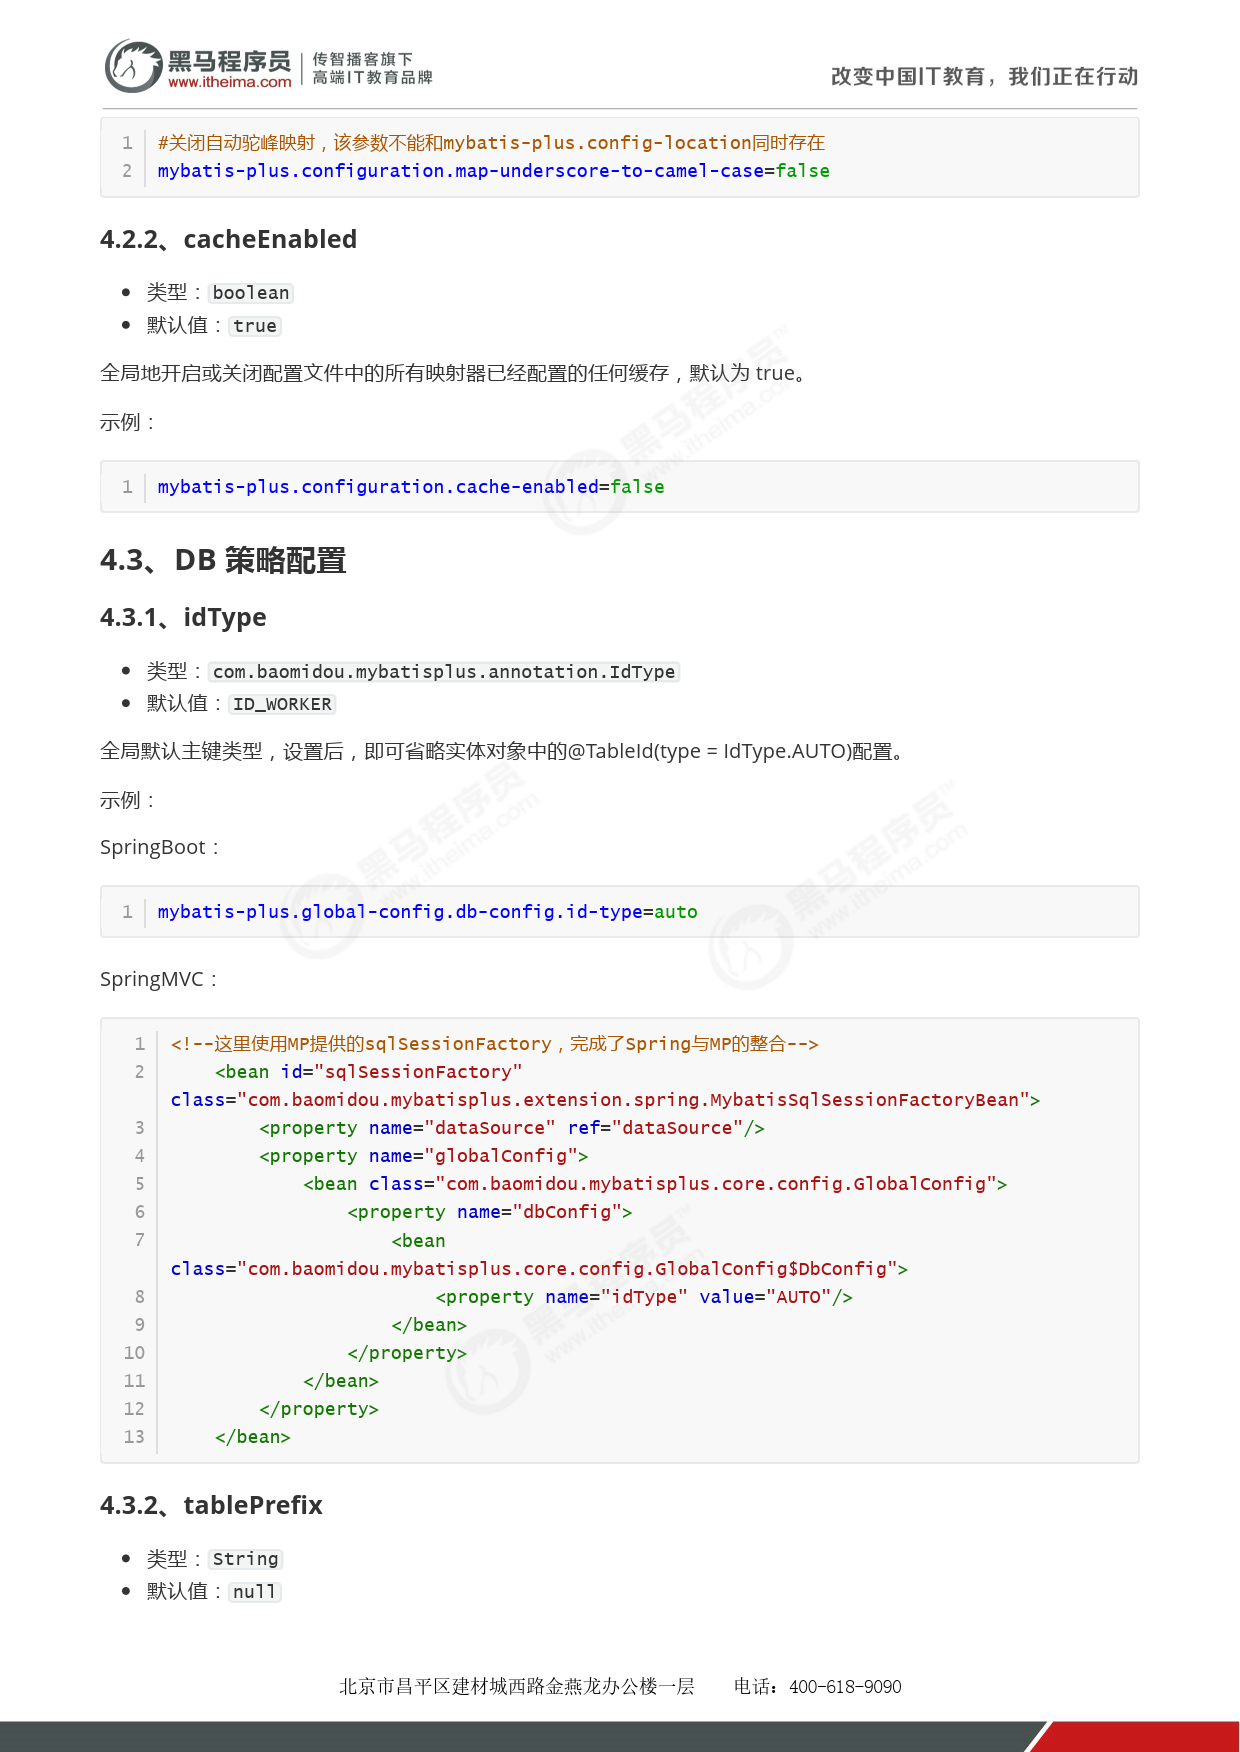 黑马程序员 传智播客旗下
www.itheima.com 高端IT教育品牌
改变中国IT教育，我们正在行动
1 #关闭自动驼峰映射，该参数不能和mybatis-plus.config-location同时存在
2 mybatis-plus.configuration.map-underscore-to-camel-case=false
4.2.2、cacheEnabled
• 类型：boolean
• 默认值：true
全局地开启或关闭配置文件中的所有映射器已经配置的任何缓存，默认为 true。
示例：
1 mybatis-plus.configuration.cache-enabled=false
4.3、DB 策略配置
4.3.1、idType
• 类型：com.baomidou.mybatisplus.annotation.IdType
• 默认值：ID_WORKER
全局默认主键类型，设置后，即可省略实体对象中的@TableId(type = IdType.AUTO)配置。
示例：
SpringBoot：
1 mybatis-plus.global-config.db-config.id-type=auto
SpringMVC：
1 <!--这里使用MP提供的sqlSessionFactory，完成了Spring与MP的整合-->
2     <bean id="sqlSessionFactory"
class="com.baomidou.mybatisplus.extension.spring.MybatisSqlSessionFactoryBean">
3         <property name="dataSource" ref="dataSource"/>
4         <property name="globalConfig">
5             <bean class="com.baomidou.mybatisplus.core.config.GlobalConfig">
6                 <property name="dbConfig">
7                     <bean
class="com.baomidou.mybatisplus.core.config.GlobalConfig$DbConfig">
8                         <property name="idType" value="AUTO"/>
9                     </bean>
10                 </property>
11             </bean>
12         </property>
13     </bean>
4.3.2、tablePrefix
• 类型：String
• 默认值：null
北京市昌平区建材城西路金燕龙办公楼一层 电话：400-618-9090